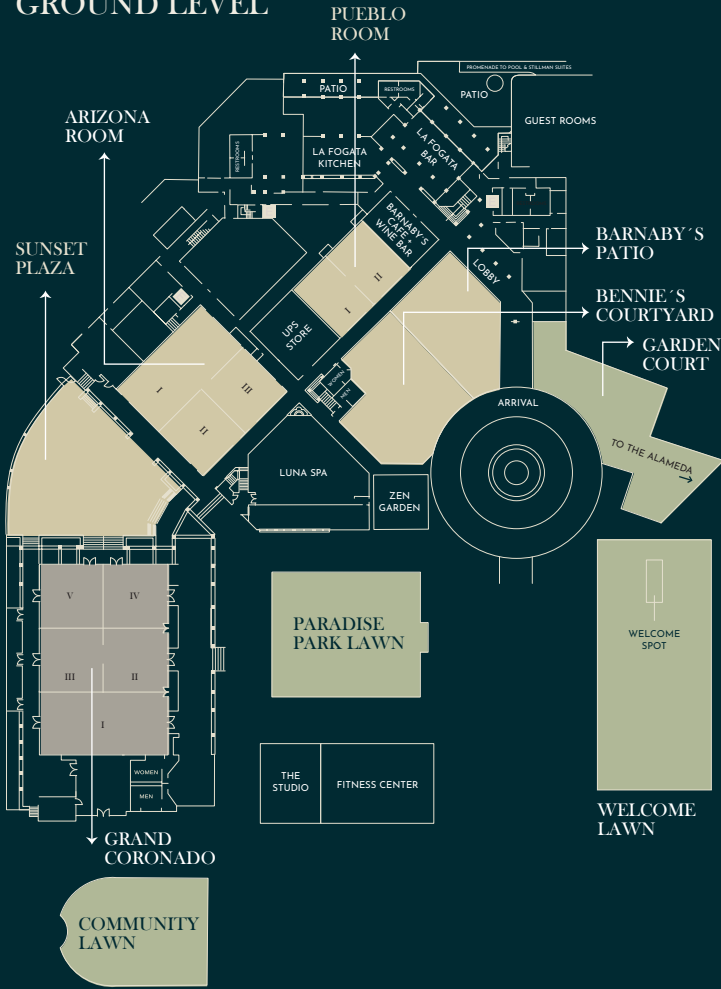 GROUND LEVEL
PUEBLO
ROOM
PROMENADE TO POOL & STILLMAN SUITES
PATIO
RESTROOMS
PATIO
GUEST ROOMS
ARIZONA
ROOM
RESTROOMS
LA FOGATA
KITCHEN
LA FOGATA
BAR
BARNABY'S
CAFE +
WINE BAR
SUNSET
PLAZA
LOBBY
BARNABY´S
PATIO
II
I
BENNIE´S
COURTYARD
UPS
STORE
GARDEN
COURT
WOMEN
MEN
I
III
II
ARRIVAL
TO THE ALAMEDA
LUNA SPA
ZEN
GARDEN
V
IV
PARADISE
PARK LAWN
WELCOME
SPOT
III
II
I
WOMEN
MEN
THE
STUDIO
FITNESS CENTER
WELCOME
LAWN
GRAND
CORONADO
COMMUNITY
LAWN